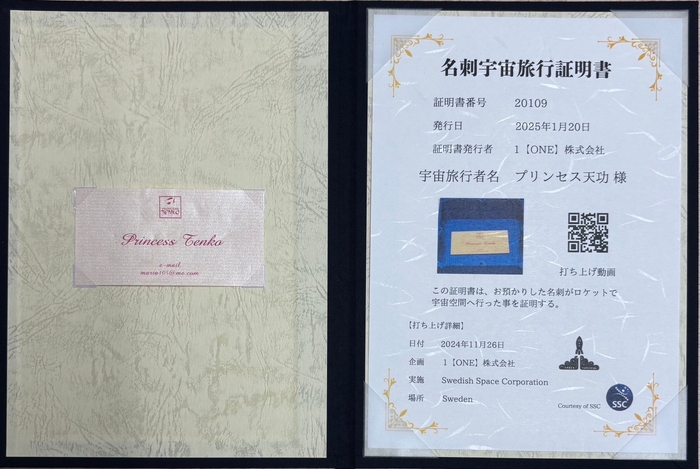 Princess Tenko
e-mail
名刺宇宙旅行証明書
証明書番号 20109
発行日 2025年1月20日
証明書発行者 1【ONE】株式会社
宇宙旅行者名 プリンセス天功 様
打ち上げ動画
この証明書は、お預かりした名刺がロケットで
宇宙空間へ行った事を証明する。
【打ち上げ詳細】
日付 2024年11月26日
企画 1【ONE】株式会社
実施 Swedish Space Corporation
場所 Sweden
Courtesy of SSC
SSC